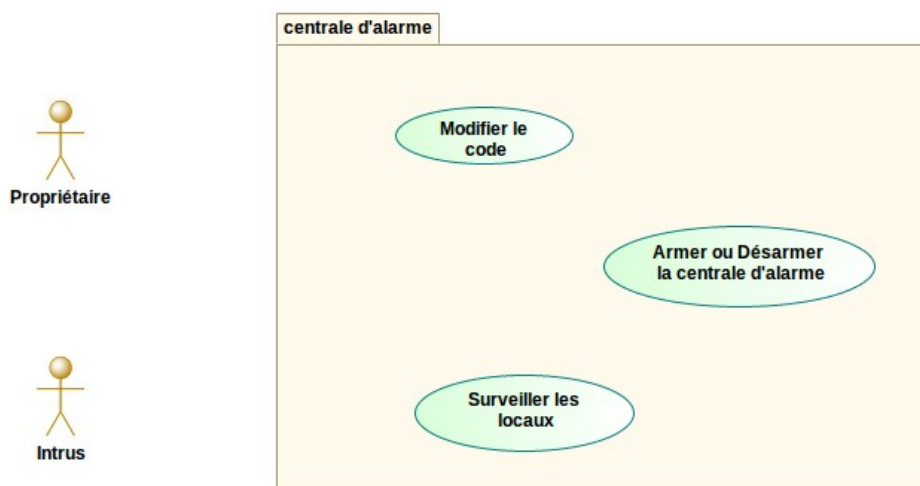 centrale d'alarme
Modifier le
code
Propriétaire
Armer ou Désarmer
la centrale d'alarme
Surveiller les
locaux
Intrus